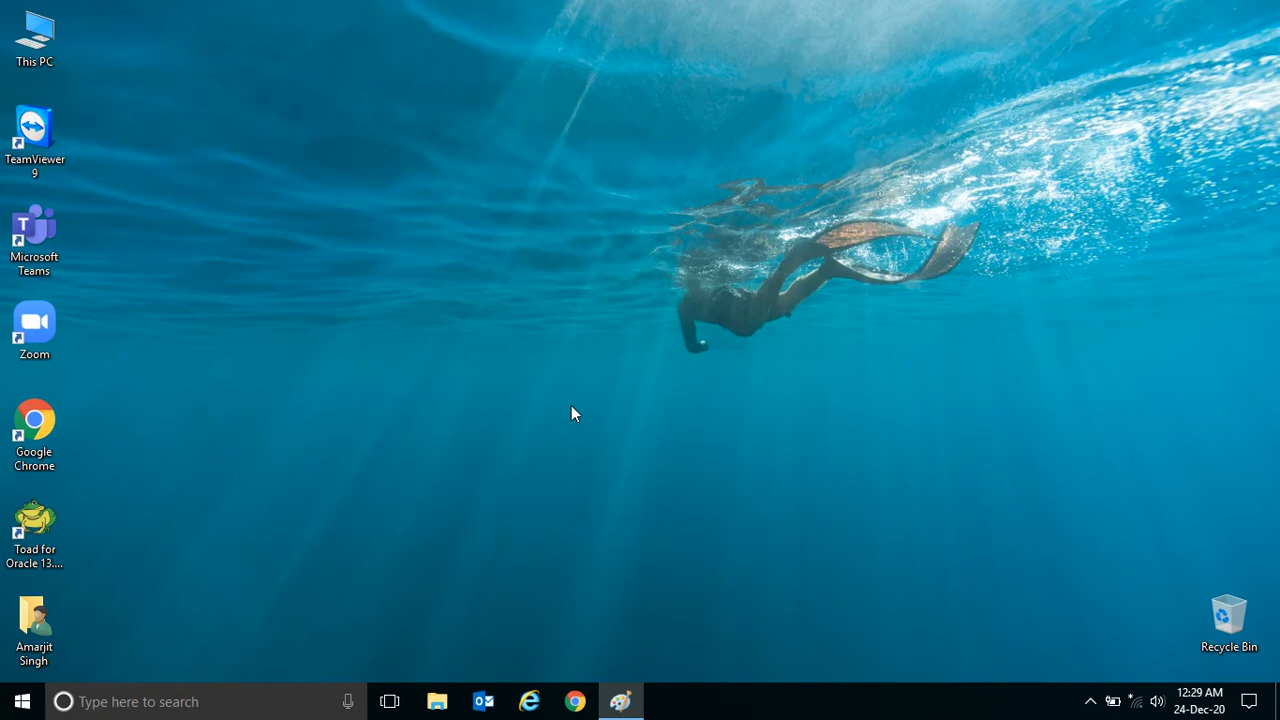 This PC
TeamViewer
9
T
Microsoft
Teams
Zoom
Google
Chrome
Toad for
Oracle 13....
Amarjit
Singh
Recycle Bin
Type here to search
12:29 AM
24-Dec-20